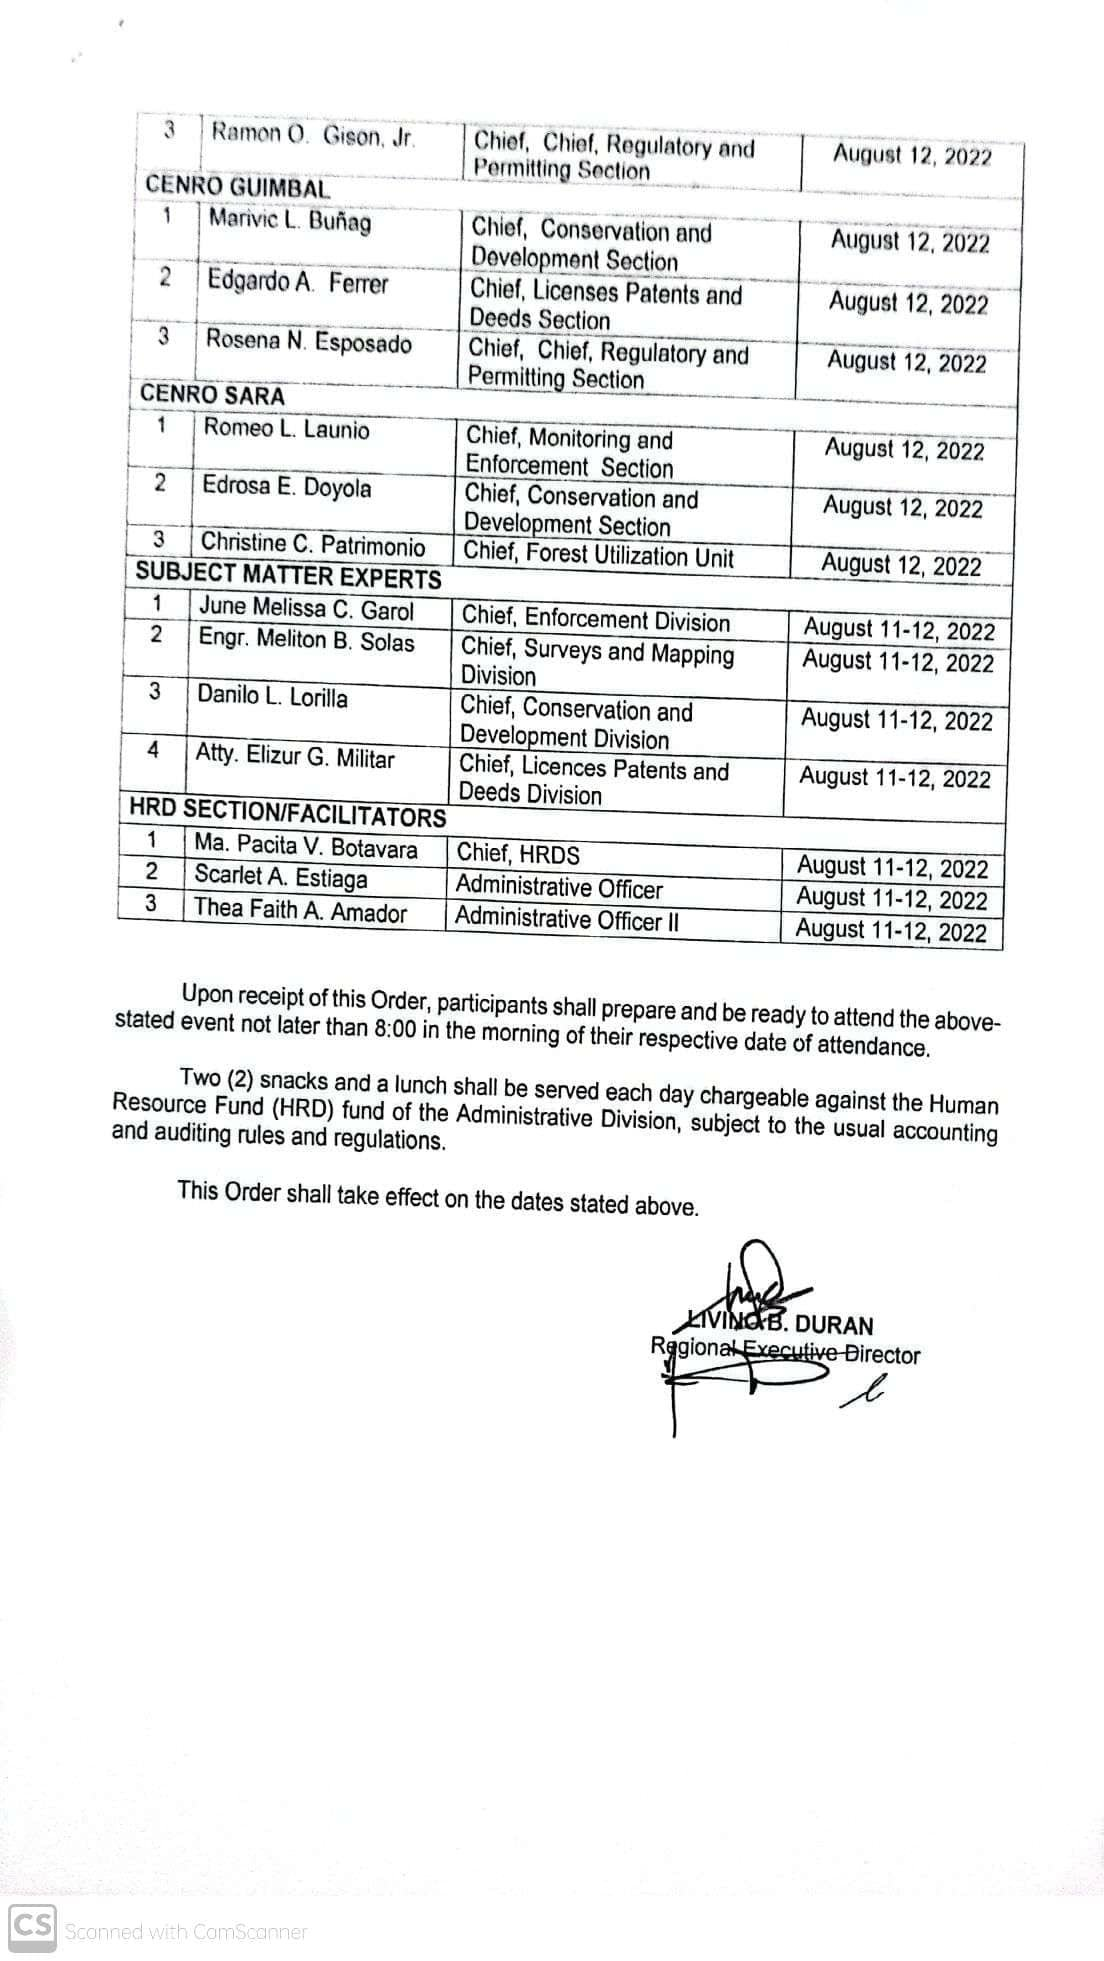 3 Ramon O. Gison, Jr. Chief, Chief, Regulatory and August 12, 2022
Permitting Section
CENRO GUIMBAL
1 Marivic L. Buñag Chief, Conservation and August 12, 2022
Development Section
2 Edgardo A. Ferrer Chief, Licenses Patents and August 12, 2022
Deeds Section
3 Rosena N. Esposado Chief, Chief, Regulatory and August 12, 2022
Permitting Section
CENRO SARA
1 Romeo L. Launio Chief, Monitoring and August 12, 2022
Enforcement Section
2 Edrosa E. Doyola Chief, Conservation and August 12, 2022
Development Section
3 Christine C. Patrimonio Chief, Forest Utilization Unit August 12, 2022
SUBJECT MATTER EXPERTS
1 June Melissa C. Garol Chief, Enforcement Division August 11-12, 2022
2 Engr. Meliton B. Solas Chief, Surveys and Mapping August 11-12, 2022
Division
3 Danilo L. Lorilla Chief, Conservation and August 11-12, 2022
Development Division
4 Atty. Elizur G. Militar Chief, Licences Patents and August 11-12, 2022
Deeds Division
HRD SECTION/FACILITATORS
1 Ma. Pacita V. Botavara Chief, HRDS August 11-12, 2022
2 Scarlet A. Estiaga Administrative Officer August 11-12, 2022
3 Thea Faith A. Amador Administrative Officer II August 11-12, 2022
Upon receipt of this Order, participants shall prepare and be ready to attend the above-
stated event not later than 8:00 in the morning of their respective date of attendance.
Two (2) snacks and a lunch shall be served each day chargeable against the Human
Resource Fund (HRD) fund of the Administrative Division, subject to the usual accounting
and auditing rules and regulations.
This Order shall take effect on the dates stated above.
LIVINO B. DURAN
Regional Executive Director
CS Scanned with CamScanner